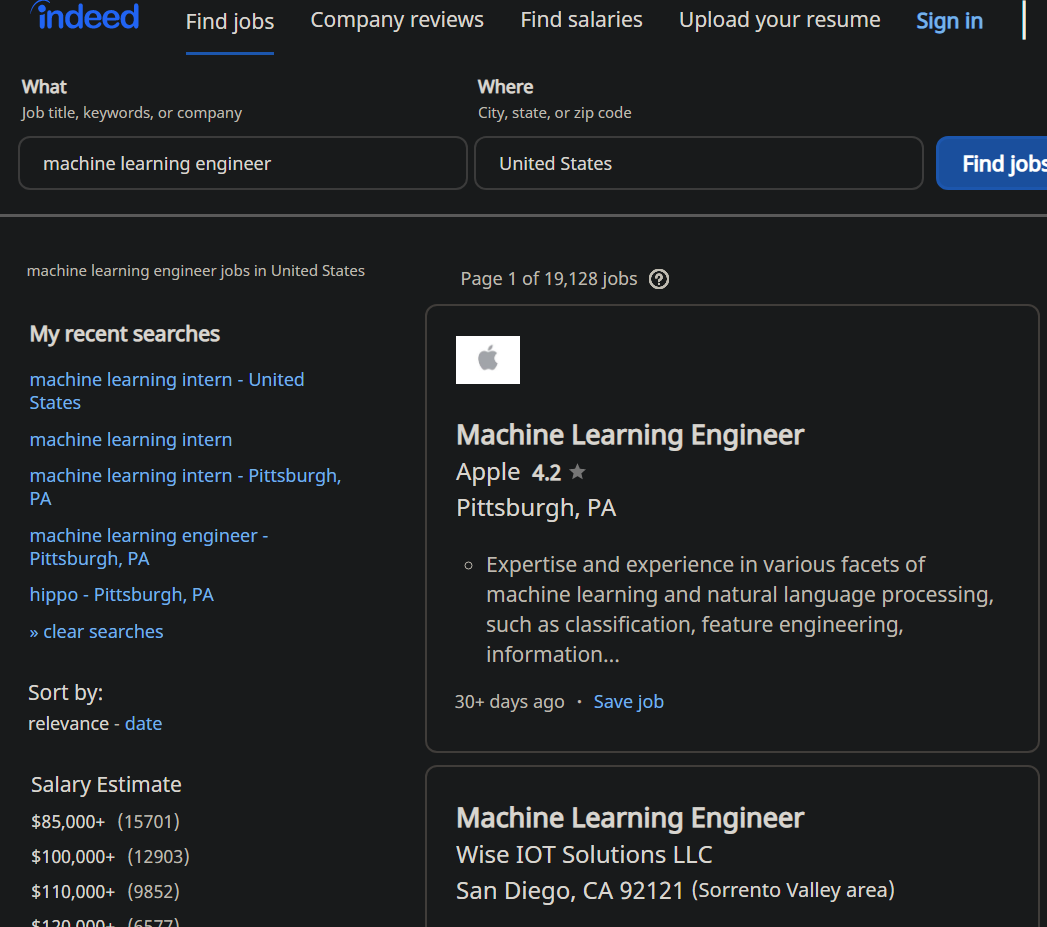 indeed
Find jobs
Company reviews
Find salaries
Upload your resume
Sign in
What
Job title, keywords, or company
Where
City, state, or zip code
machine learning engineer
United States
Find jobs
machine learning engineer jobs in United States
My recent searches
machine learning intern - United
States
machine learning intern
machine learning intern - Pittsburgh,
PA
machine learning engineer -
Pittsburgh, PA
hippo - Pittsburgh, PA
» clear searches
Sort by:
relevance - date
Salary Estimate
$85,000+ (15701)
$100,000+ (12903)
$110,000+ (9852)
$120,000+ (6577)
Page 1 of 19,128 jobs ?
Machine Learning Engineer
Apple 4.2 ★
Pittsburgh, PA
Expertise and experience in various facets of
machine learning and natural language processing,
such as classification, feature engineering,
information...
30+ days ago · Save job
Machine Learning Engineer
Wise IOT Solutions LLC
San Diego, CA 92121 (Sorrento Valley area)